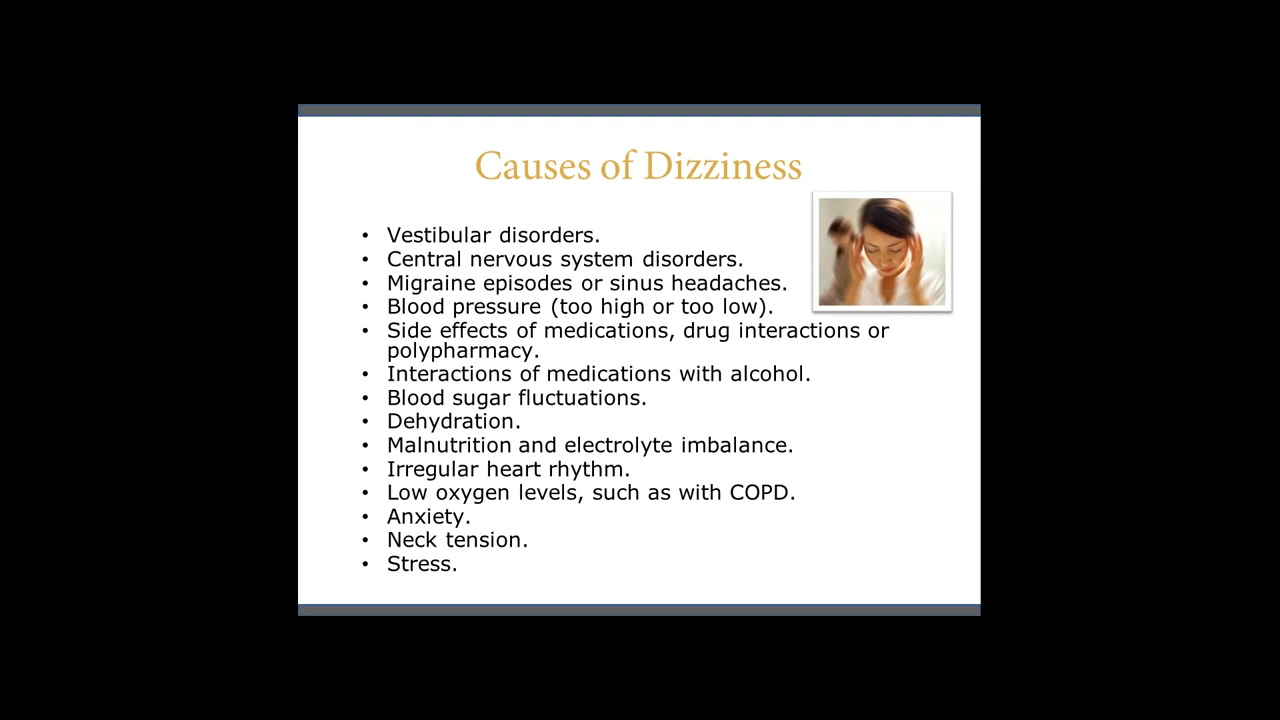 Causes of Dizziness
• Vestibular disorders.
• Central nervous system disorders.
• Migraine episodes or sinus headaches.
• Blood pressure (too high or too low).
• Side effects of medications, drug interactions or
polypharmacy.
• Interactions of medications with alcohol.
• Blood sugar fluctuations.
• Dehydration.
• Malnutrition and electrolyte imbalance.
• Irregular heart rhythm.
• Low oxygen levels, such as with COPD.
• Anxiety.
• Neck tension.
• Stress.